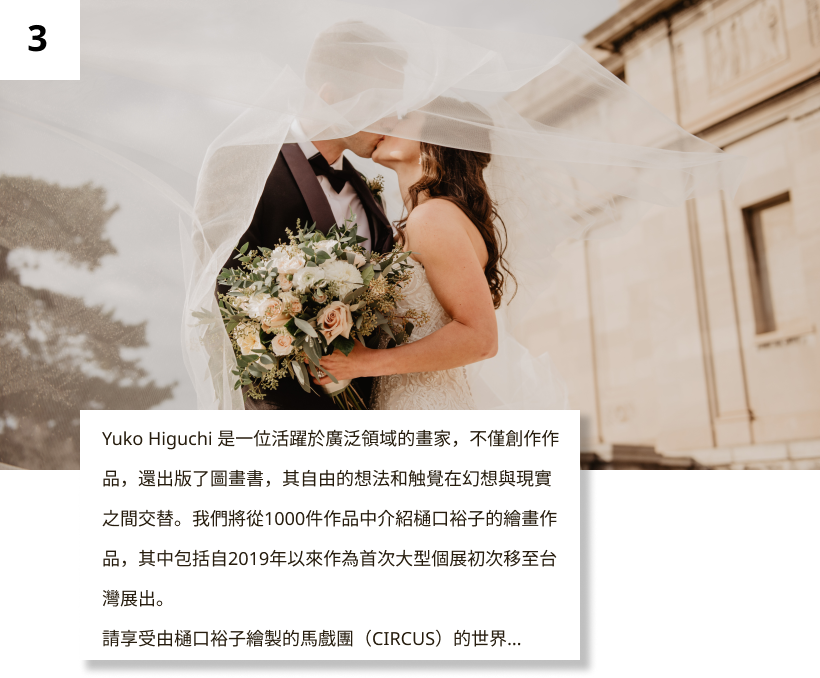 3
Yuko Higuchi 是一位活躍於廣泛領域的畫家，不僅創作作
品，還出版了圖畫書，其自由的想法和触覺在幻想與現實
之間交替。我們將從1000件作品中介紹樋口裕子的繪畫作
品，其中包括自2019年以來作為首次大型個展初次移至台
灣展出。
請享受由樋口裕子繪製的馬戲團（CIRCUS）的世界...